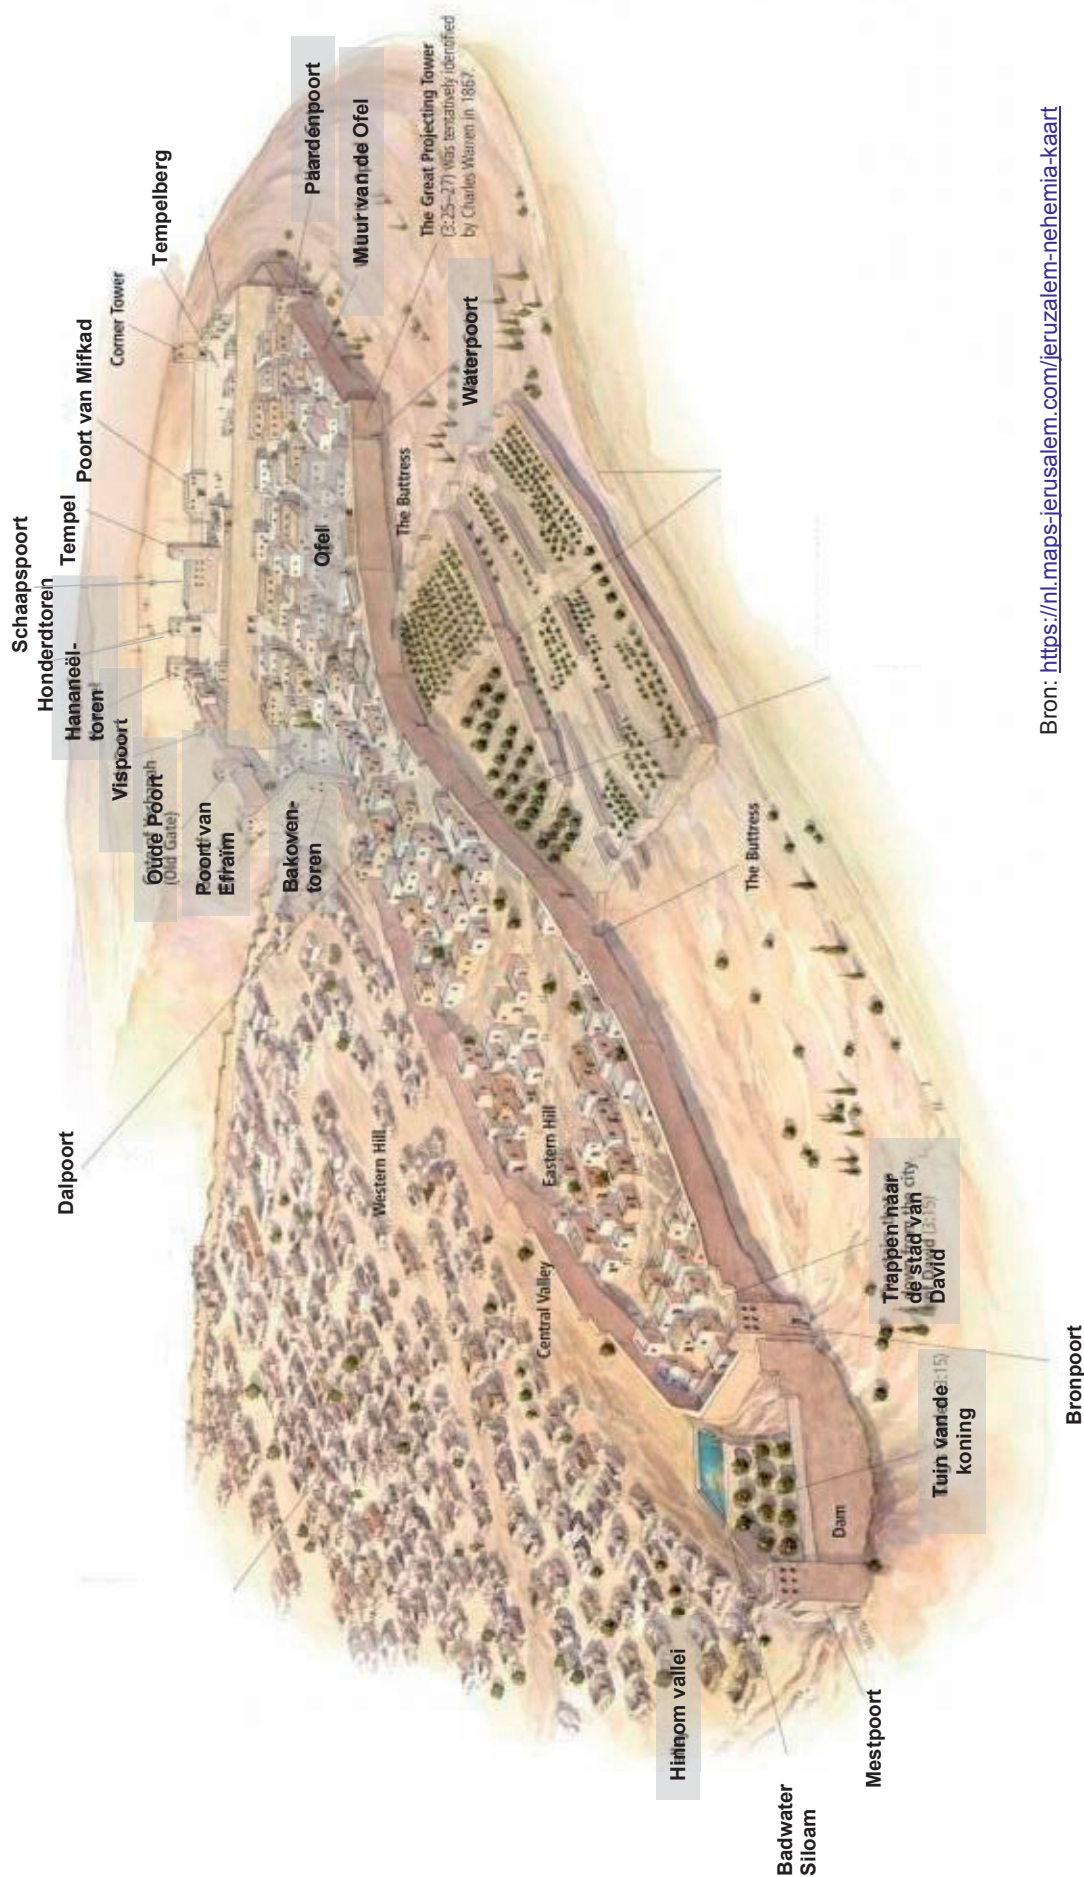 Schaapspoort
Honderdtoren
Tempel
Hananeël-
toren
Vispoort
Oude Poort
(Old Gate)
Poort van
Efraïm
Bakoven-
toren
Poort van Mifkad
Corner Tower
Tempelberg
Paardenpoort
Muur van de Ofel
The Great Projecting Tower
(3:25–27) was tentatively identified
by Charles Warren in 1867.
Waterpoort
The Buttress
Ofel
Dalpoort
Western Hill
Central Valley
Eastern Hill
The Buttress
Trappen naar
de stad van
David
Tuin van de
koning
Bronpoort
Dam
Hinnom vallei
Badwater
Siloam
Mestpoort
Bron: https://nl.maps-jerusalem.com/jeruzalem-nehemia-kaart